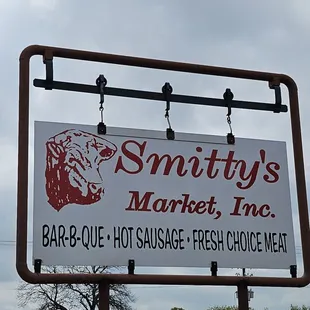 Smitty's
Market, Inc.
BAR-B-QUE • HOT SAUSAGE • FRESH CHOICE MEAT